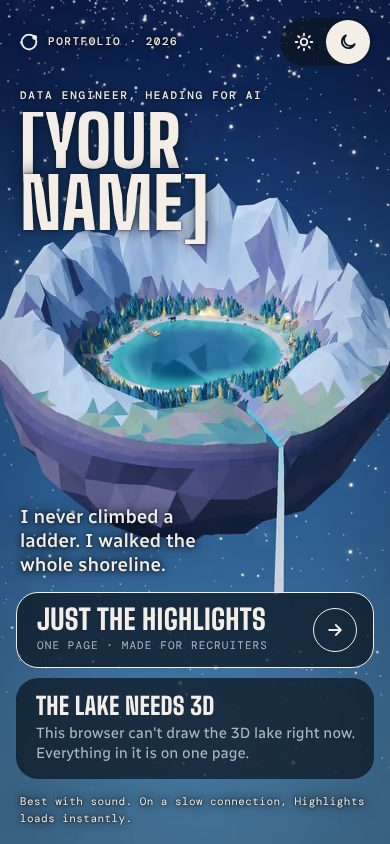 PORTFOLIO · 2026
DATA ENGINEER, HEADING FOR AI
[YOUR
NAME]
I never climbed a
ladder. I walked the
whole shoreline.
JUST THE HIGHLIGHTS
ONE PAGE · MADE FOR RECRUITERS
THE LAKE NEEDS 3D
This browser can't draw the 3D lake right now.
Everything in it is on one page.
Best with sound. On a slow connection, Highlights
loads instantly.